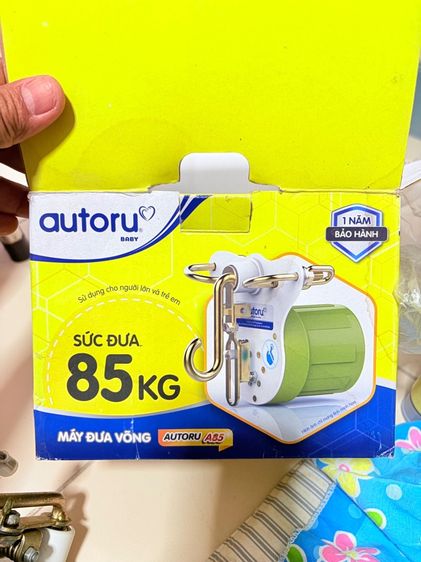 autoru
BABY
1 NĂM
BẢO HÀNH
Sử dụng cho người lớn và trẻ em
SỨC ĐƯA
85KG
autoru
MÁY ĐƯA VÕNG
AUTORU A85